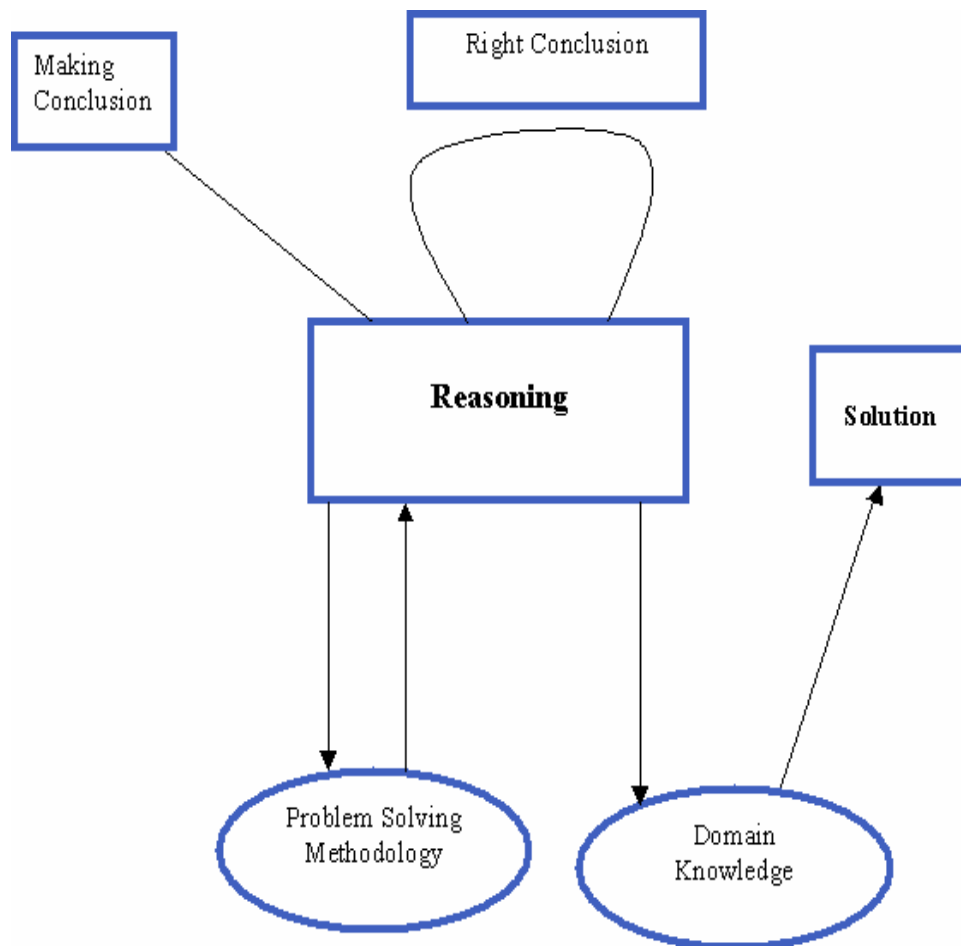 Right Conclusion
Making
Conclusion
Reasoning
Solution
Problem Solving
Methodology
Domain
Knowledge